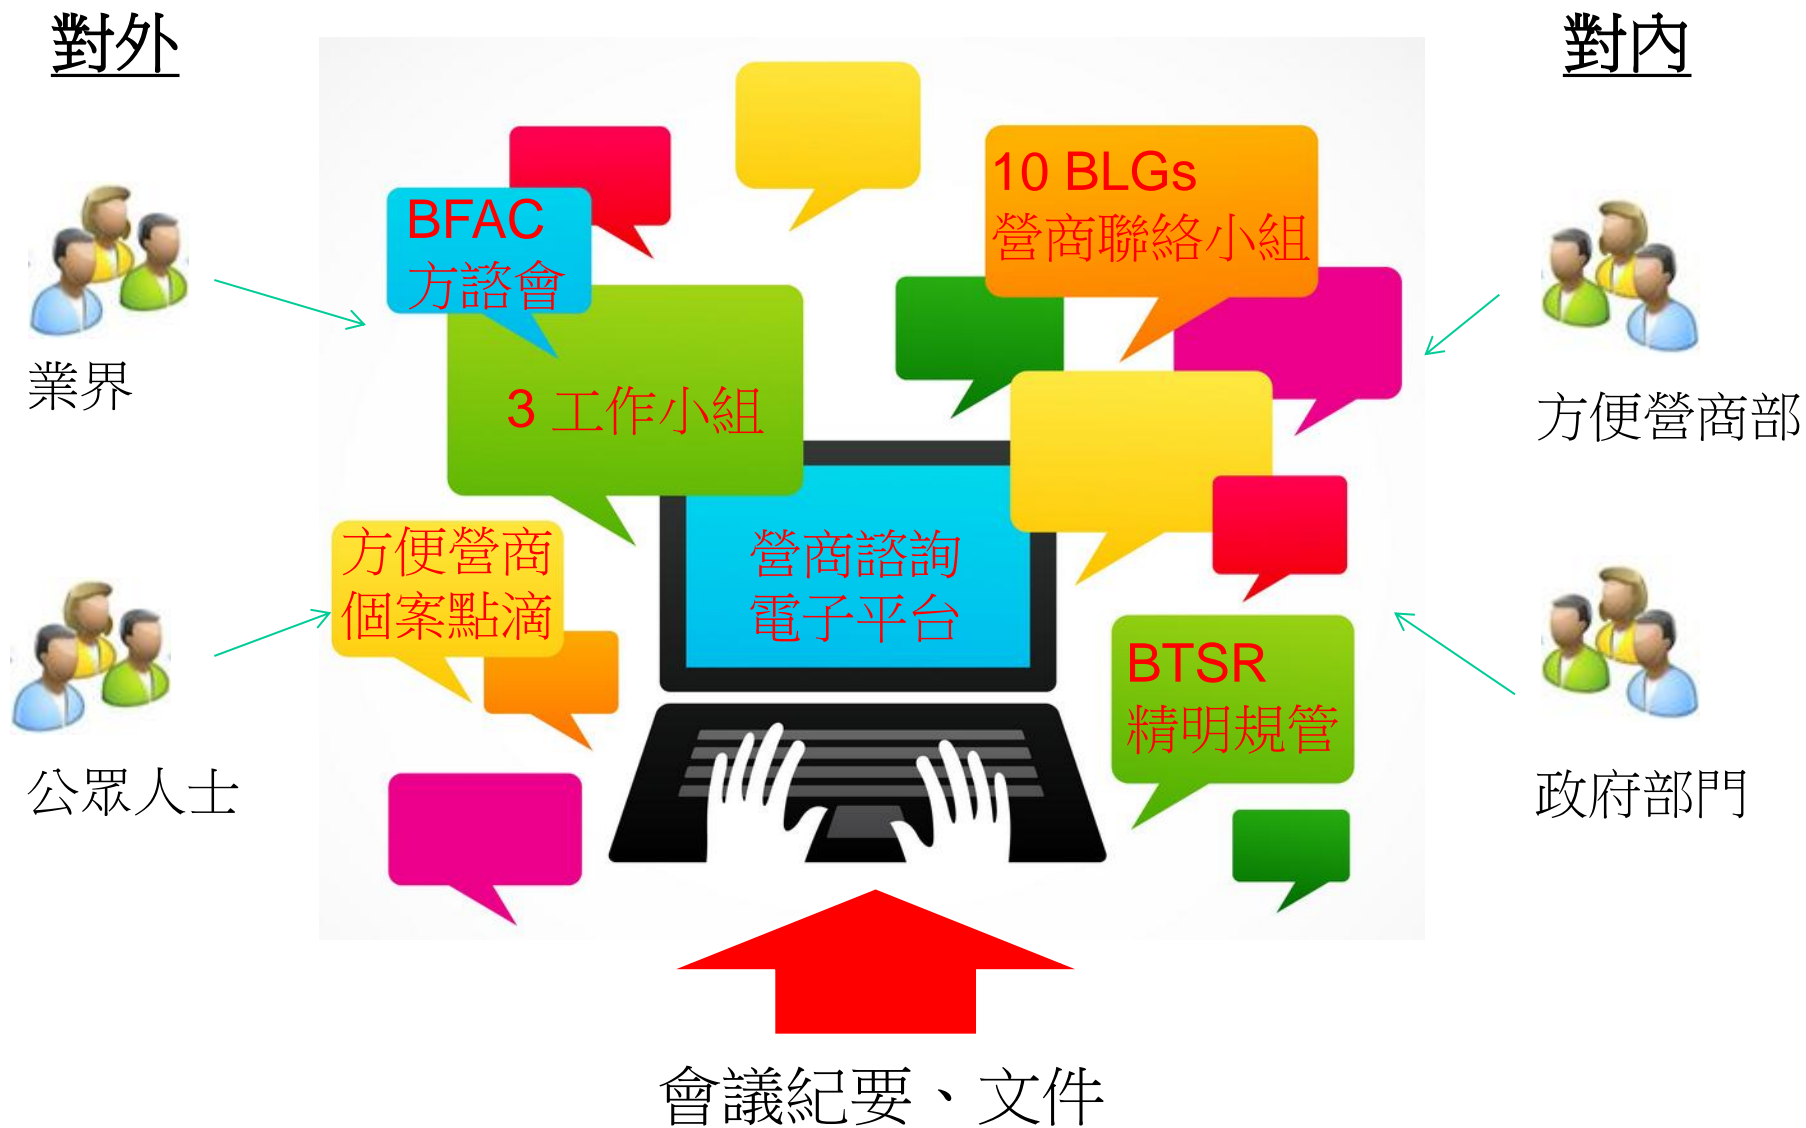 對外
對內
10 BLGs
營商聯絡小組
BFAC
方諮會
業界
3 工作小組
方便營商部
方便營商
個案點滴
營商諮詢
電子平台
BTSR
精明規管
公眾人士
政府部門
會議紀要、文件